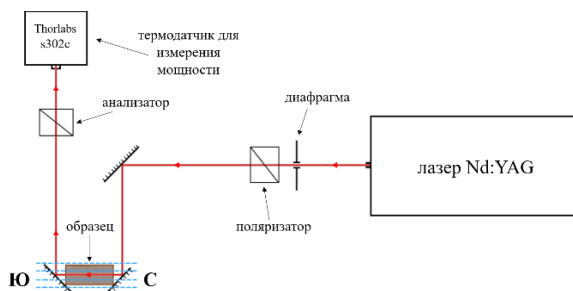 Thorlabs
s302c
термодатчик для
измерения
мощности
анализатор
диафрагма
лазер Nd:YAG
поляризатор
образец
Ю
С